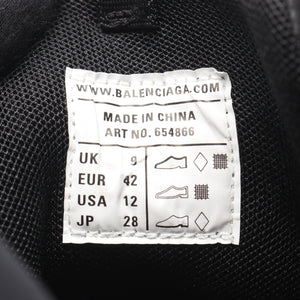 WWW.BALENCIAGA.COM
MADE IN CHINA
ART NO. 654866
UK 9
EUR 42
USA 12
JP 28